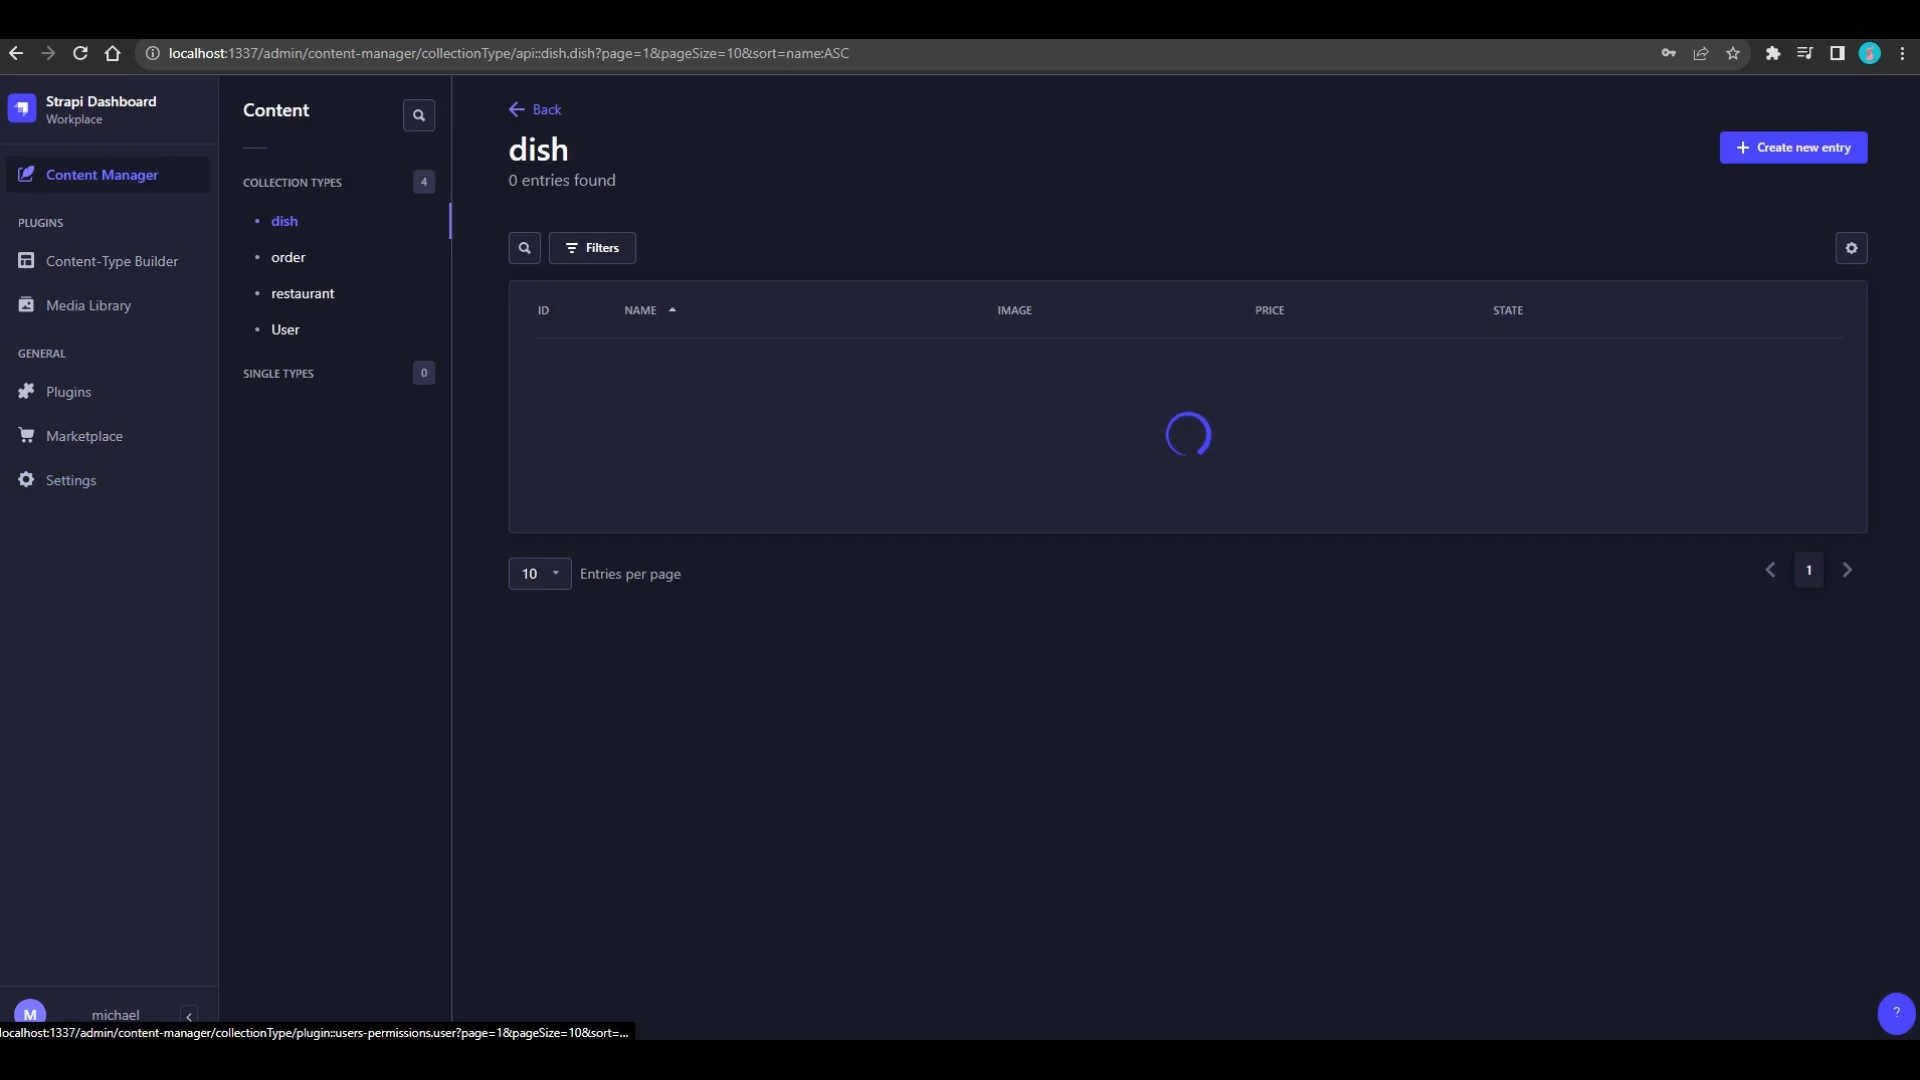 localhost:1337/admin/content-manager/collectionType/api::dish.dish?page=1&pageSize=10&sort=name:ASC
Strapi Dashboard
Workplace
Content Manager
PLUGINS
Content-Type Builder
Media Library
GENERAL
Plugins
Marketplace
Settings
M michael
Content
COLLECTION TYPES 4
dish
order
restaurant
User
SINGLE TYPES 0
Back
dish
0 entries found
Create new entry
Filters
ID NAME IMAGE PRICE STATE
10 Entries per page
1
?
localhost:1337/admin/content-manager/collectionType/plugin::users-permissions.user?page=1&pageSize=10&sort=...